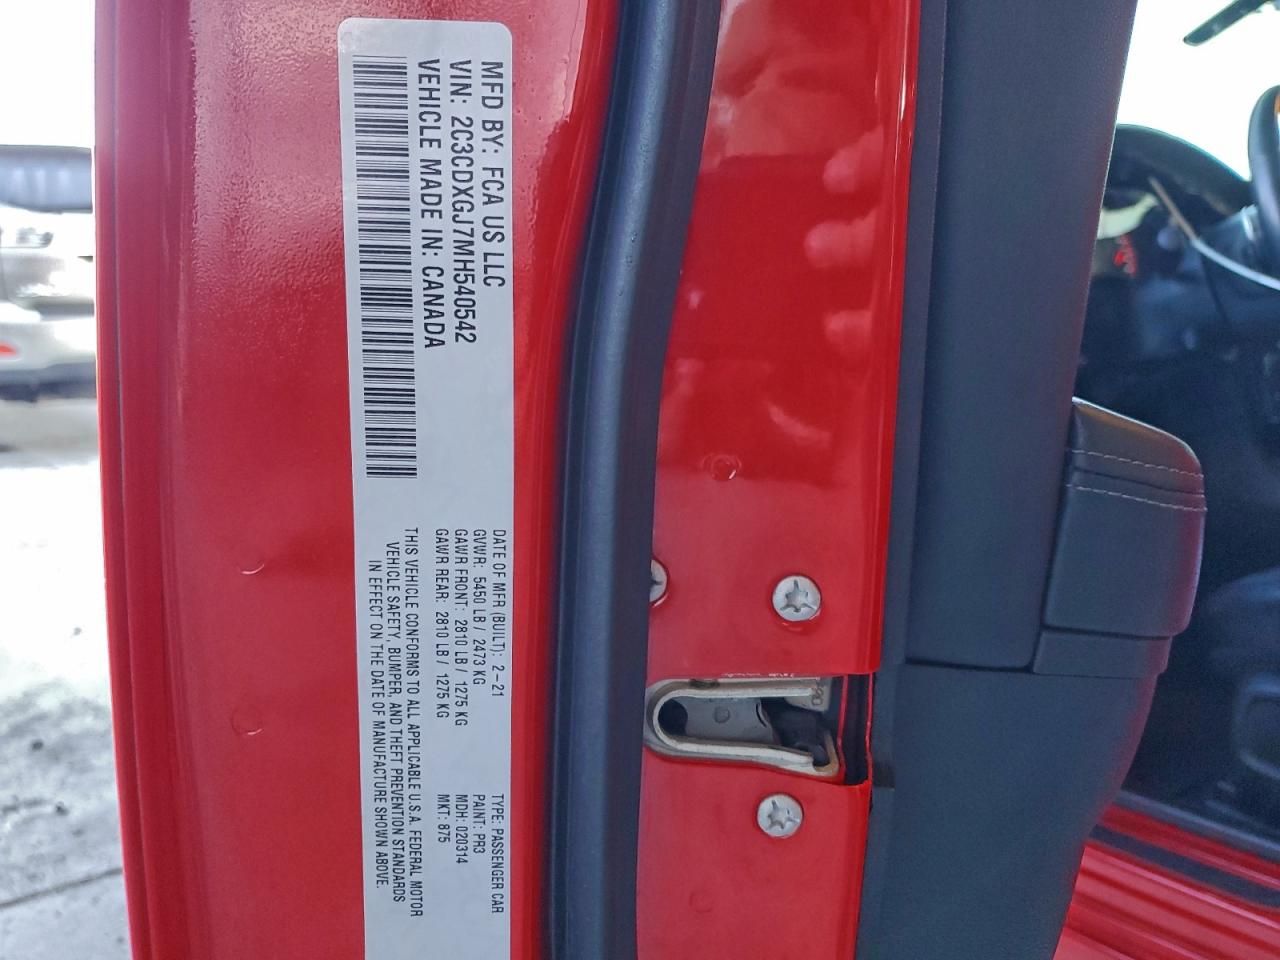 MFD BY: FCA US LLC
VIN: 2C3CDXGJ7MH540542
VEHICLE MADE IN: CANADA
DATE OF MFR (BUILT): 2-21
GVWR: 5450 LB / 2473 KG
GAWR FRONT: 2810 LB / 1275 KG
GAWR REAR: 2810 LB / 1275 KG
THIS VEHICLE CONFORMS TO ALL APPLICABLE U.S.A. FEDERAL MOTOR
VEHICLE SAFETY, BUMPER, AND THEFT PREVENTION STANDARDS
IN EFFECT ON THE DATE OF MANUFACTURE SHOWN ABOVE.
TYPE: PASSENGER CAR
PAINT: PR3
MDH: 020314
MKT: 875